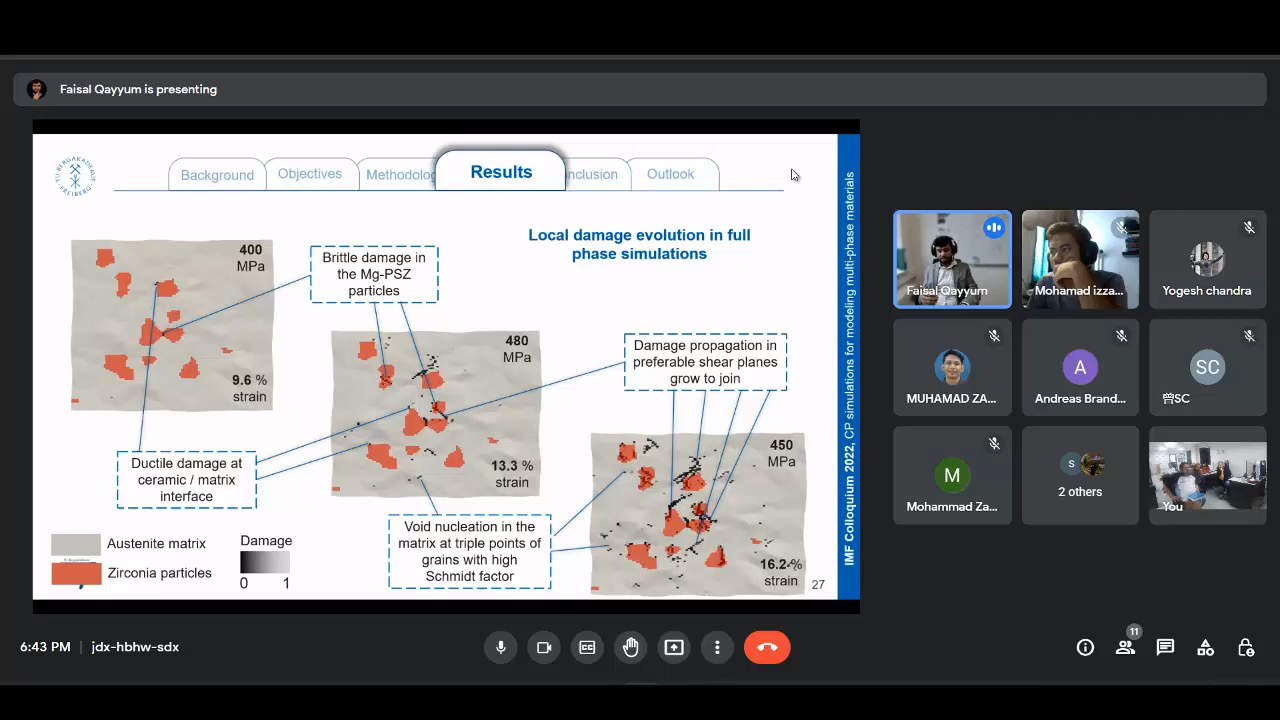 Faisal Qayyum is presenting
Background
Objectives
Methodolog
Results
nclusion
Outlook
Local damage evolution in full
phase simulations
400
MPa
9.6 %
strain
Brittle damage in
the Mg-PSZ
particles
480
MPa
13.3 %
strain
Damage propagation in
preferable shear planes
grow to join
450
MPa
16.2 %
strain
Ductile damage at
ceramic / matrix
interface
Void nucleation in the
matrix at triple points of
grains with high
Schmidt factor
Austenite matrix
Zirconia particles
Damage
0 1
27
IMF Colloquium 2022, CP simulations for modeling multi-phase materials
Faisal Qayyum
Mohamad izza...
Yogesh chandra
MUHAMAD ZA...
A
Andreas Brand...
SC
M
Mohammad Za...
s
2 others
You
6:43 PM | jdx-hbhw-sdx
11